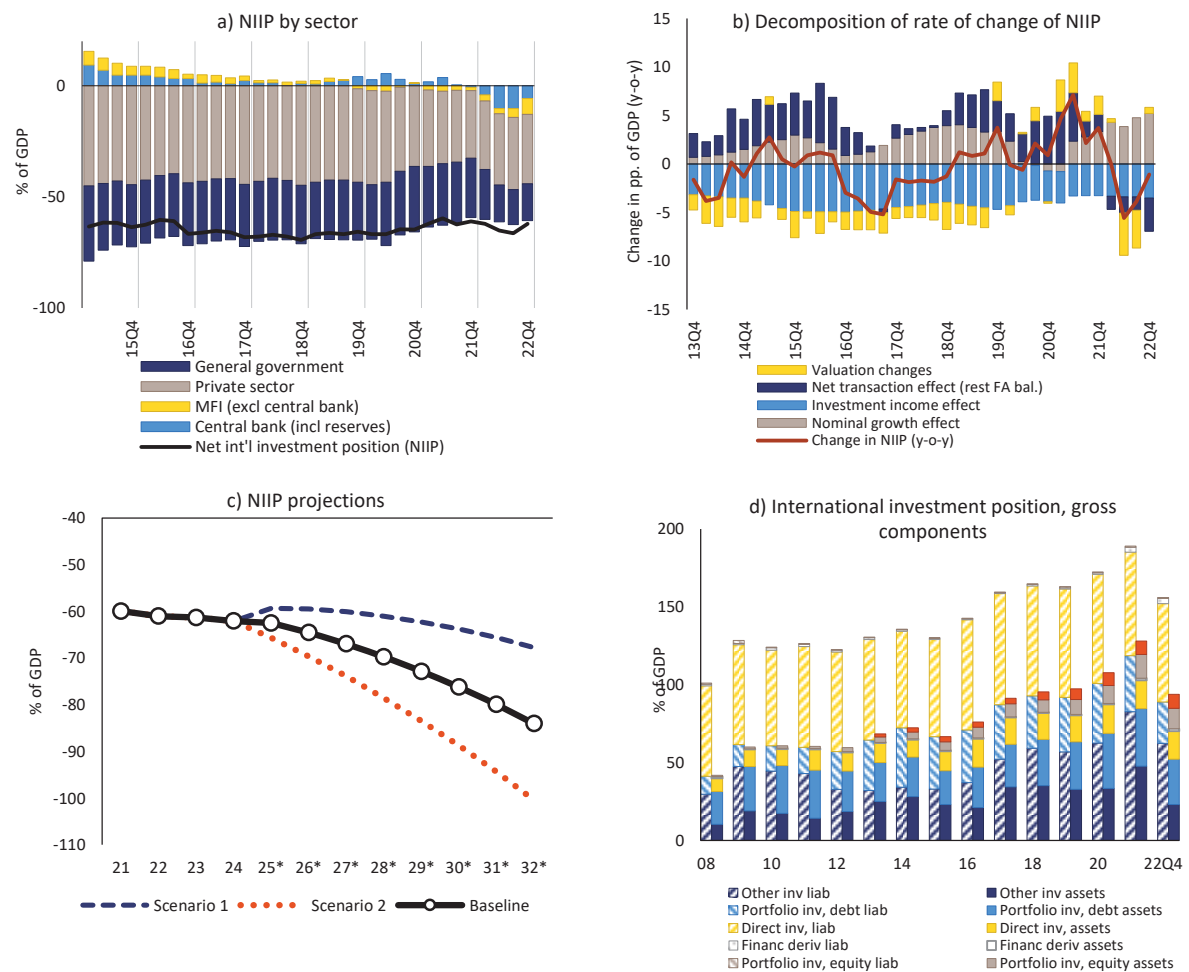 a) NIIP by sector
% of GDP
0
-50
-100
15Q4
16Q4
17Q4
18Q4
19Q4
20Q4
21Q4
22Q4
General government
Private sector
MFI (excl central bank)
Central bank (incl reserves)
Net int'l investment position (NIIP)
b) Decomposition of rate of change of NIIP
Change in pp. of GDP (y-o-y)
15
10
5
0
-5
-10
-15
13Q4
14Q4
15Q4
16Q4
17Q4
18Q4
19Q4
20Q4
21Q4
22Q4
Valuation changes
Net transaction effect (rest FA bal.)
Investment income effect
Nominal growth effect
Change in NIIP (y-o-y)
c) NIIP projections
% of GDP
-40
-50
-60
-70
-80
-90
-100
-110
21 22 23 24 25* 26* 27* 28* 29* 30* 31* 32*
Scenario 1 Scenario 2 Baseline
d) International investment position, gross
components
% of GDP
200
150
100
50
0
08 10 12 14 16 18 20 22Q4
Other inv liab
Portfolio inv, debt liab
Direct inv, liab
Financ deriv liab
Portfolio inv, equity liab
Other inv assets
Portfolio inv, debt assets
Direct inv, assets
Financ deriv assets
Portfolio inv, equity assets